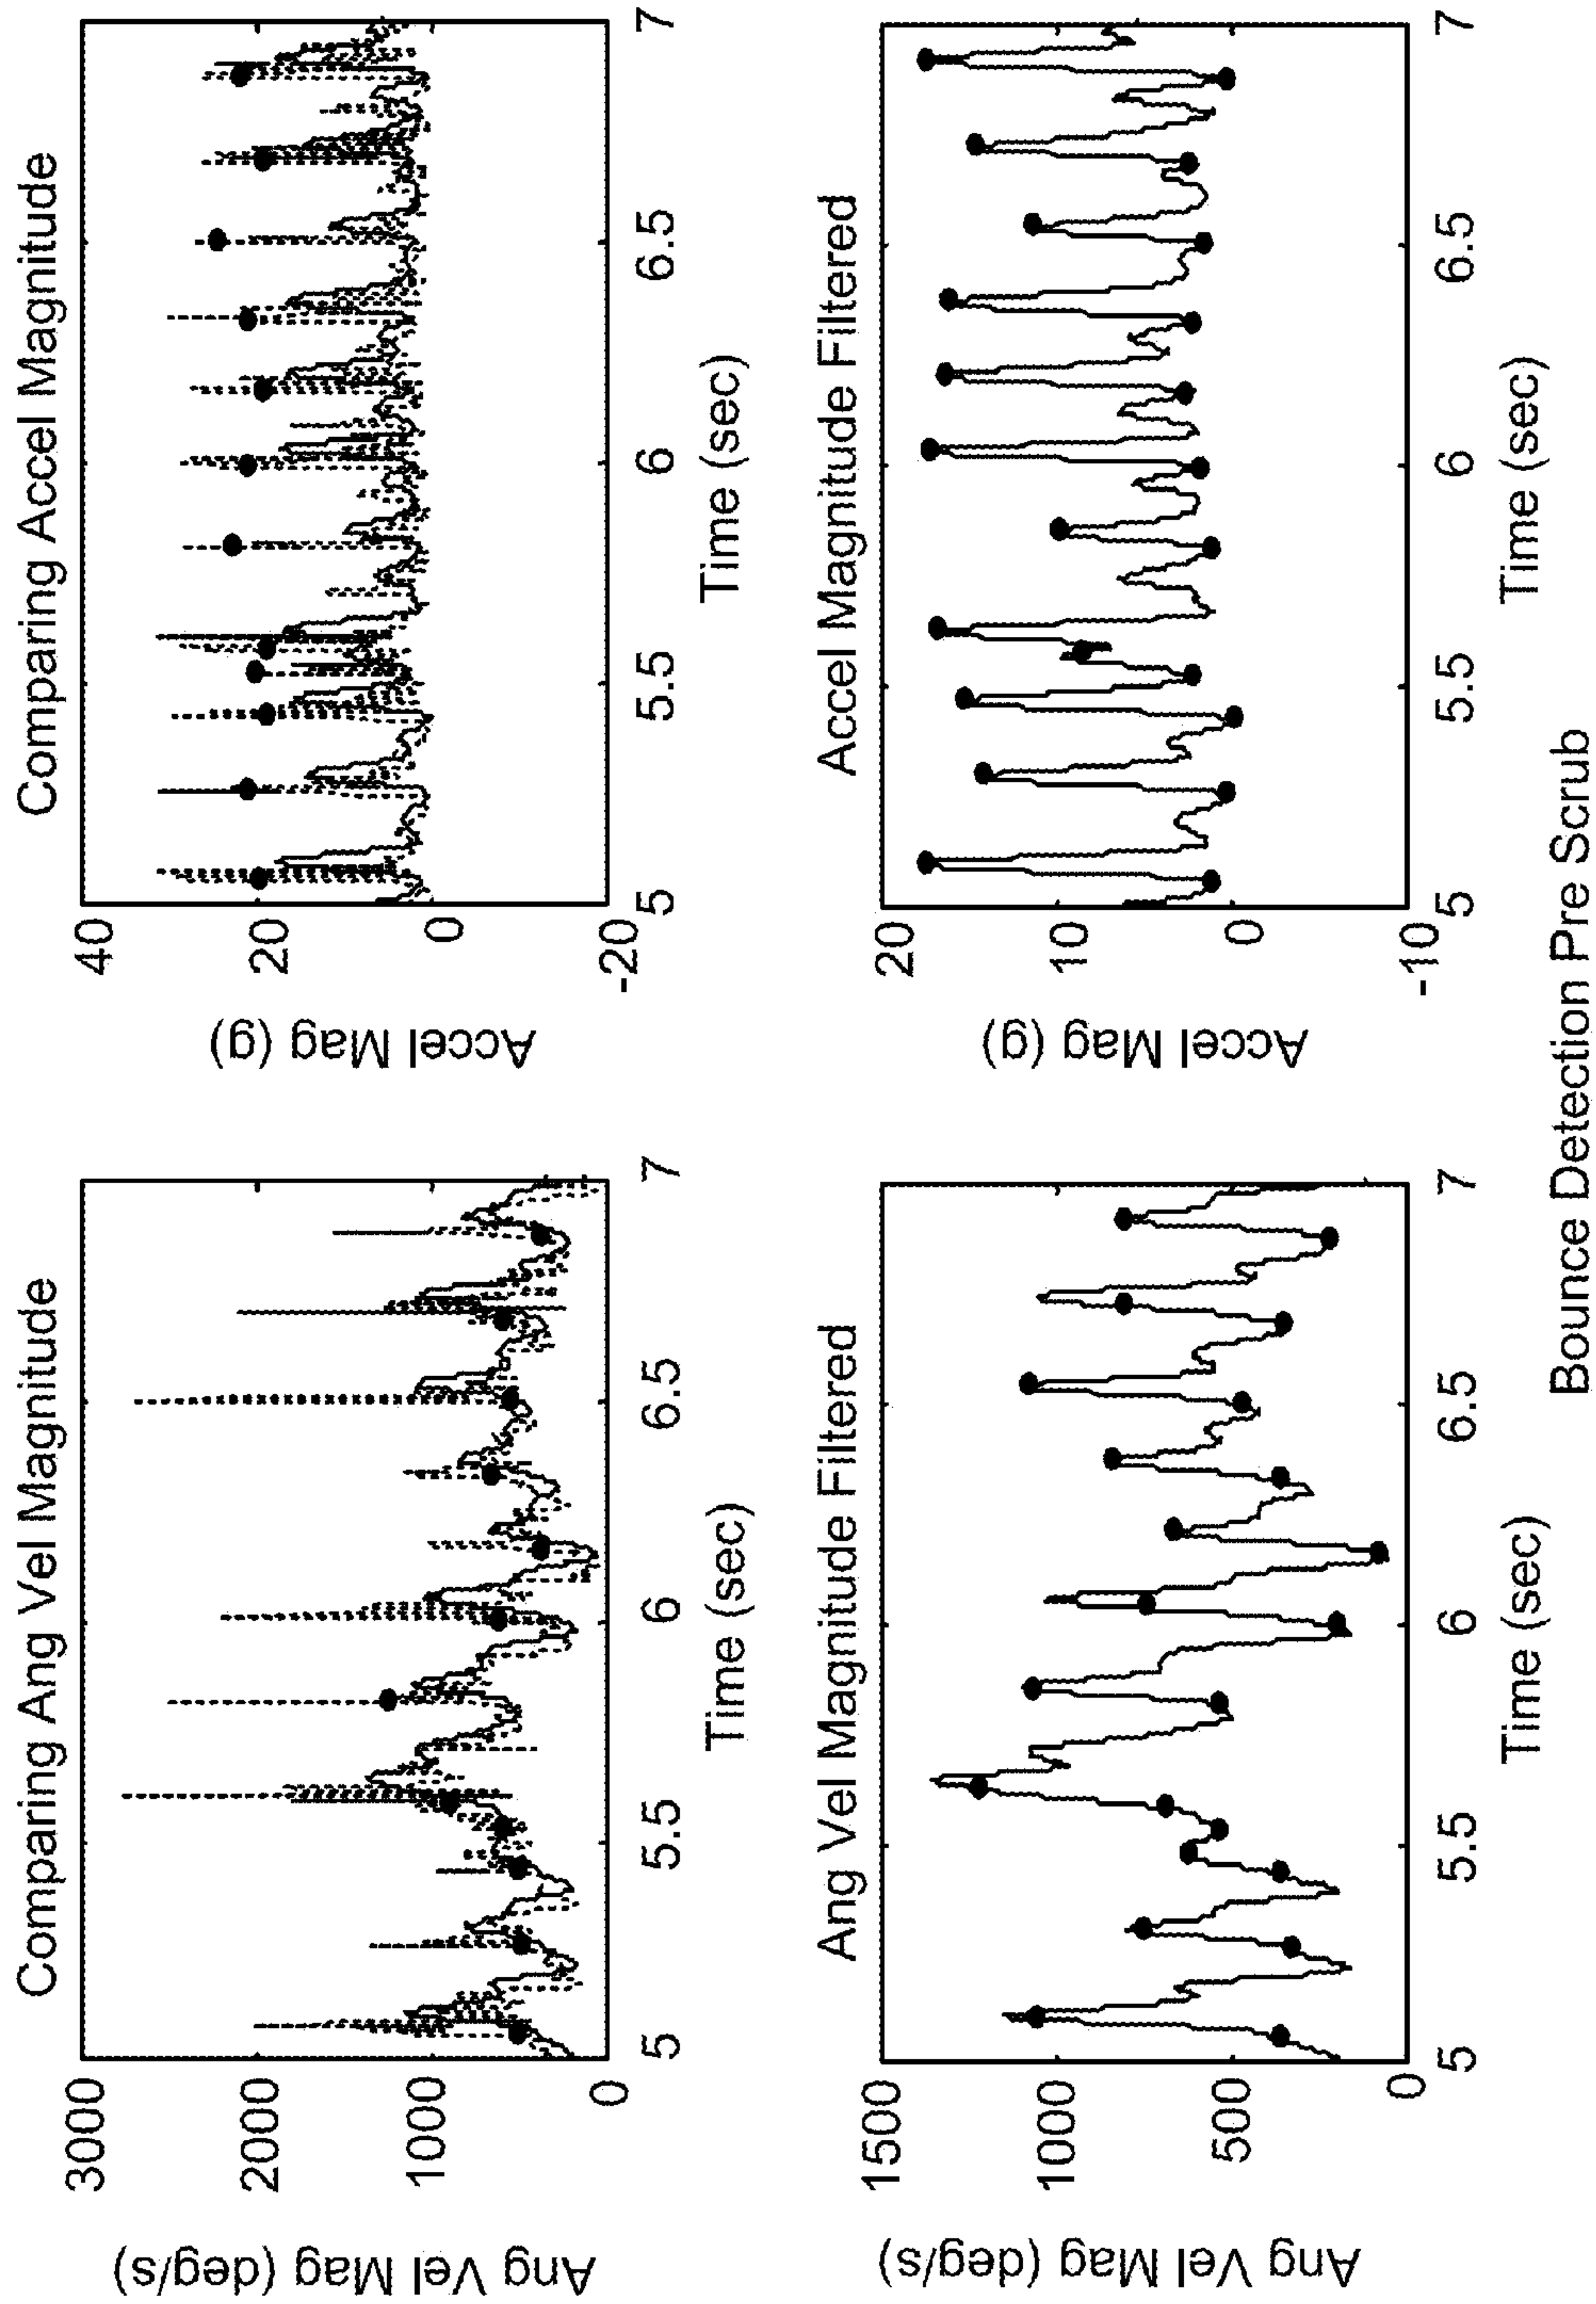 Comparing Ang Vel Magnitude
Ang Vel Mag (deg/s)
3000
2000
1000
0
5
5.5
6
6.5
7
Time (sec)
Comparing Accel Magnitude
Accel Mag (g)
40
20
0
-20
5
5.5
6
6.5
7
Time (sec)
Ang Vel Magnitude Filtered
Ang Vel Mag (deg/s)
1500
1000
500
0
5
5.5
6
6.5
7
Time (sec)
Accel Magnitude Filtered
Accel Mag (g)
20
10
0
-10
5
5.5
6
6.5
7
Time (sec)
Bounce Detection Pre Scrub